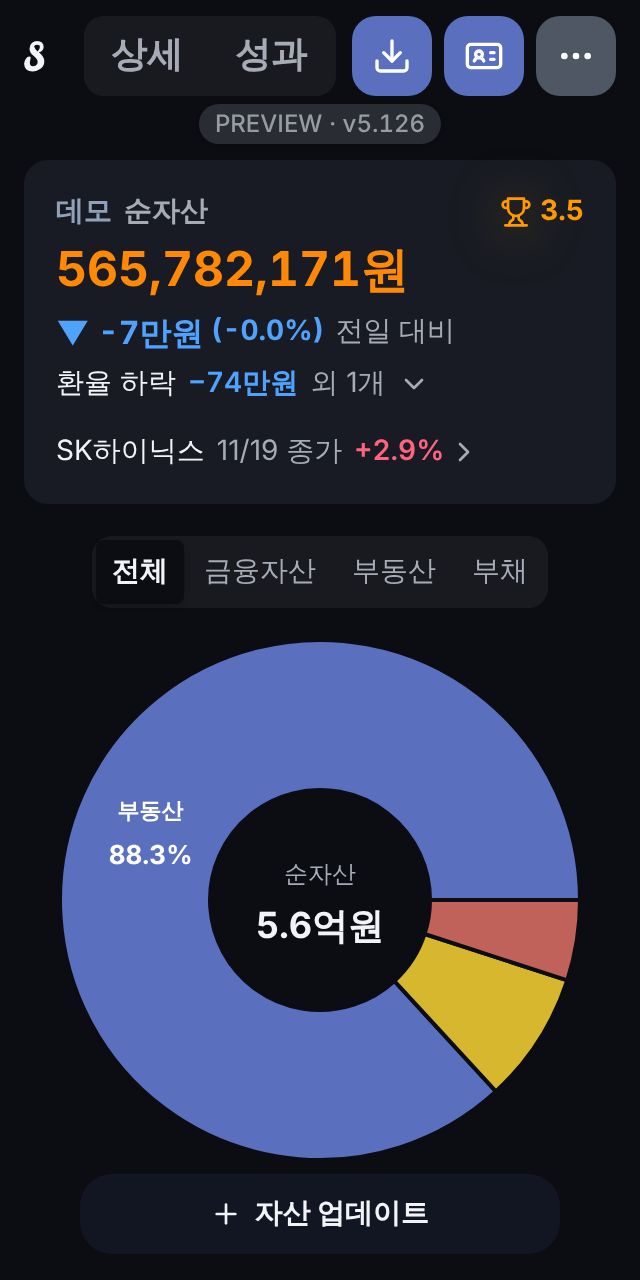 S
상세 성과
PREVIEW · v5.126
데모 순자산 3.5
565,782,171원
▼ -7만원 (-0.0%) 전일 대비
환율 하락 −74만원 외 1개
SK하이닉스 11/19 종가 +2.9%
전체 금융자산 부동산 부채
부동산
88.3%
순자산
5.6억원
+ 자산 업데이트